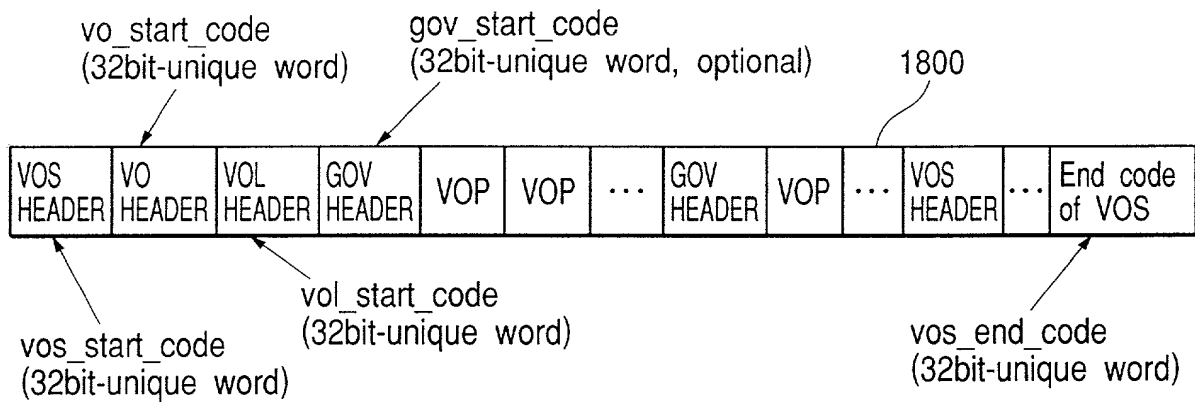 vo_start_code
(32bit-unique word)
gov_start_code
(32bit-unique word, optional)
1800
VOS
HEADER
VO
HEADER
VOL
HEADER
GOV
HEADER
VOP
VOP
...
GOV
HEADER
VOP
...
VOS
HEADER
...
End code
of VOS
vol_start_code
(32bit-unique word)
vos_start_code
(32bit-unique word)
vos_end_code
(32bit-unique word)